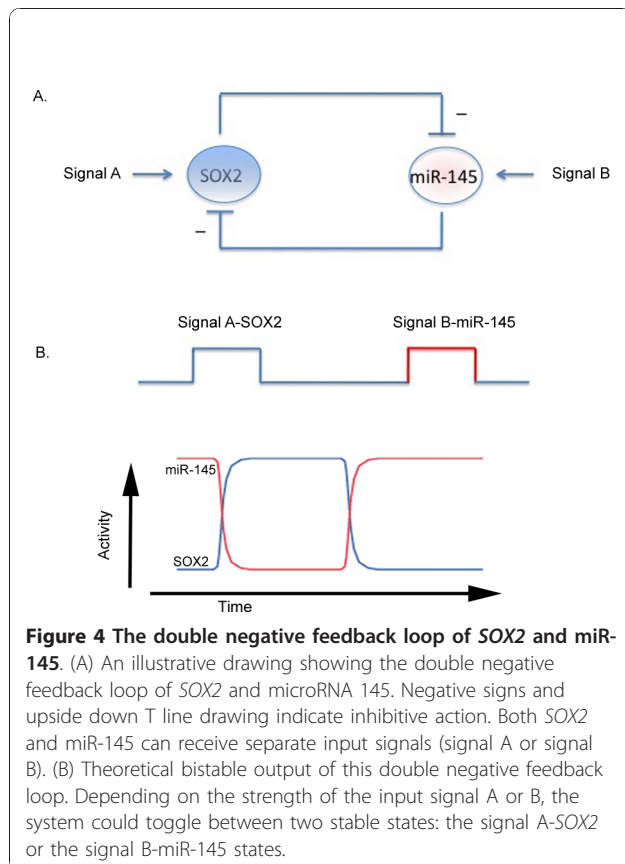 A.
–
Signal A
SOX2
miR-145
Signal B
–
Signal A-SOX2
Signal B-miR-145
B.
miR-145
Activity
SOX2
Time
Figure 4 The double negative feedback loop of SOX2 and miR-
145. (A) An illustrative drawing showing the double negative
feedback loop of SOX2 and microRNA 145. Negative signs and
upside down T line drawing indicate inhibitive action. Both SOX2
and miR-145 can receive separate input signals (signal A or signal
B). (B) Theoretical bistable output of this double negative feedback
loop. Depending on the strength of the input signal A or B, the
system could toggle between two stable states: the signal A-SOX2
or the signal B-miR-145 states.